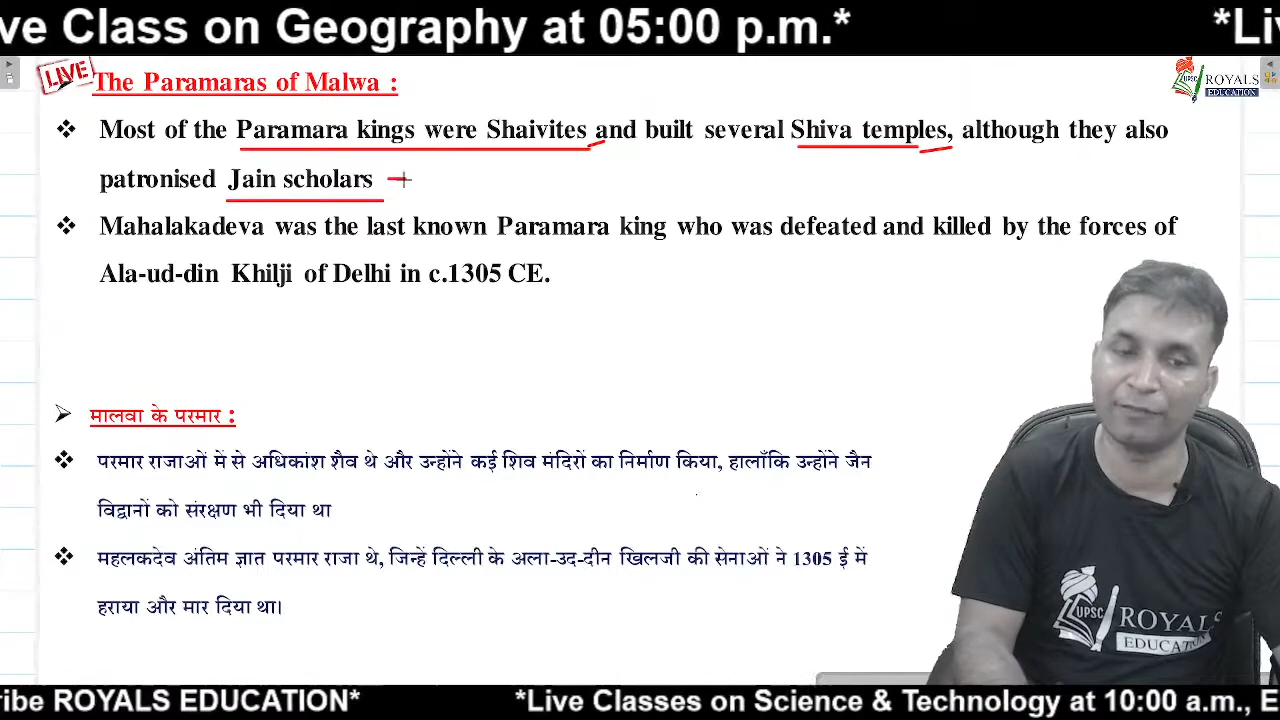 ve Class on Geography at 05:00 p.m.* *Li
LIVE
The Paramaras of Malwa :
UPSC ROYALS
EDUCATION
❖ Most of the Paramara kings were Shaivites and built several Shiva temples, although they also
patronised Jain scholars
❖ Mahalakadeva was the last known Paramara king who was defeated and killed by the forces of
Ala-ud-din Khilji of Delhi in c.1305 CE.
➢ मालवा के परमार :
❖ परमार राजाओं में से अधिकांश शैव थे और उन्होंने कई शिव मंदिरों का निर्माण किया, हालाँकि उन्होंने जैन
विद्वानों को संरक्षण भी दिया था
❖ महलकदेव अंतिम ज्ञात परमार राजा थे, जिन्हें दिल्ली के अला-उद-दीन खिलजी की सेनाओं ने 1305 ई में
हराया और मार दिया था।
UPSC ROYALS
EDUCATION
ribe ROYALS EDUCATION* *Live Classes on Science & Technology at 10:00 a.m., E